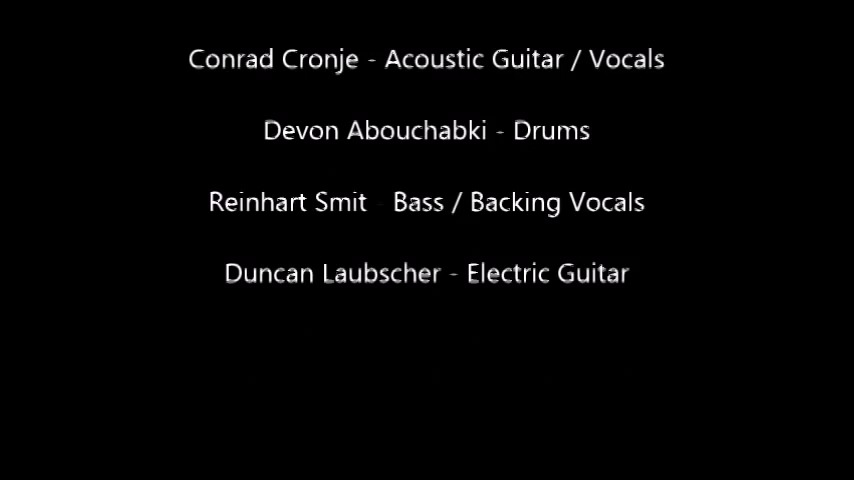 Conrad Cronje - Acoustic Guitar / Vocals
Devon Abouchabki - Drums
Reinhart Smit - Bass / Backing Vocals
Duncan Laubscher - Electric Guitar